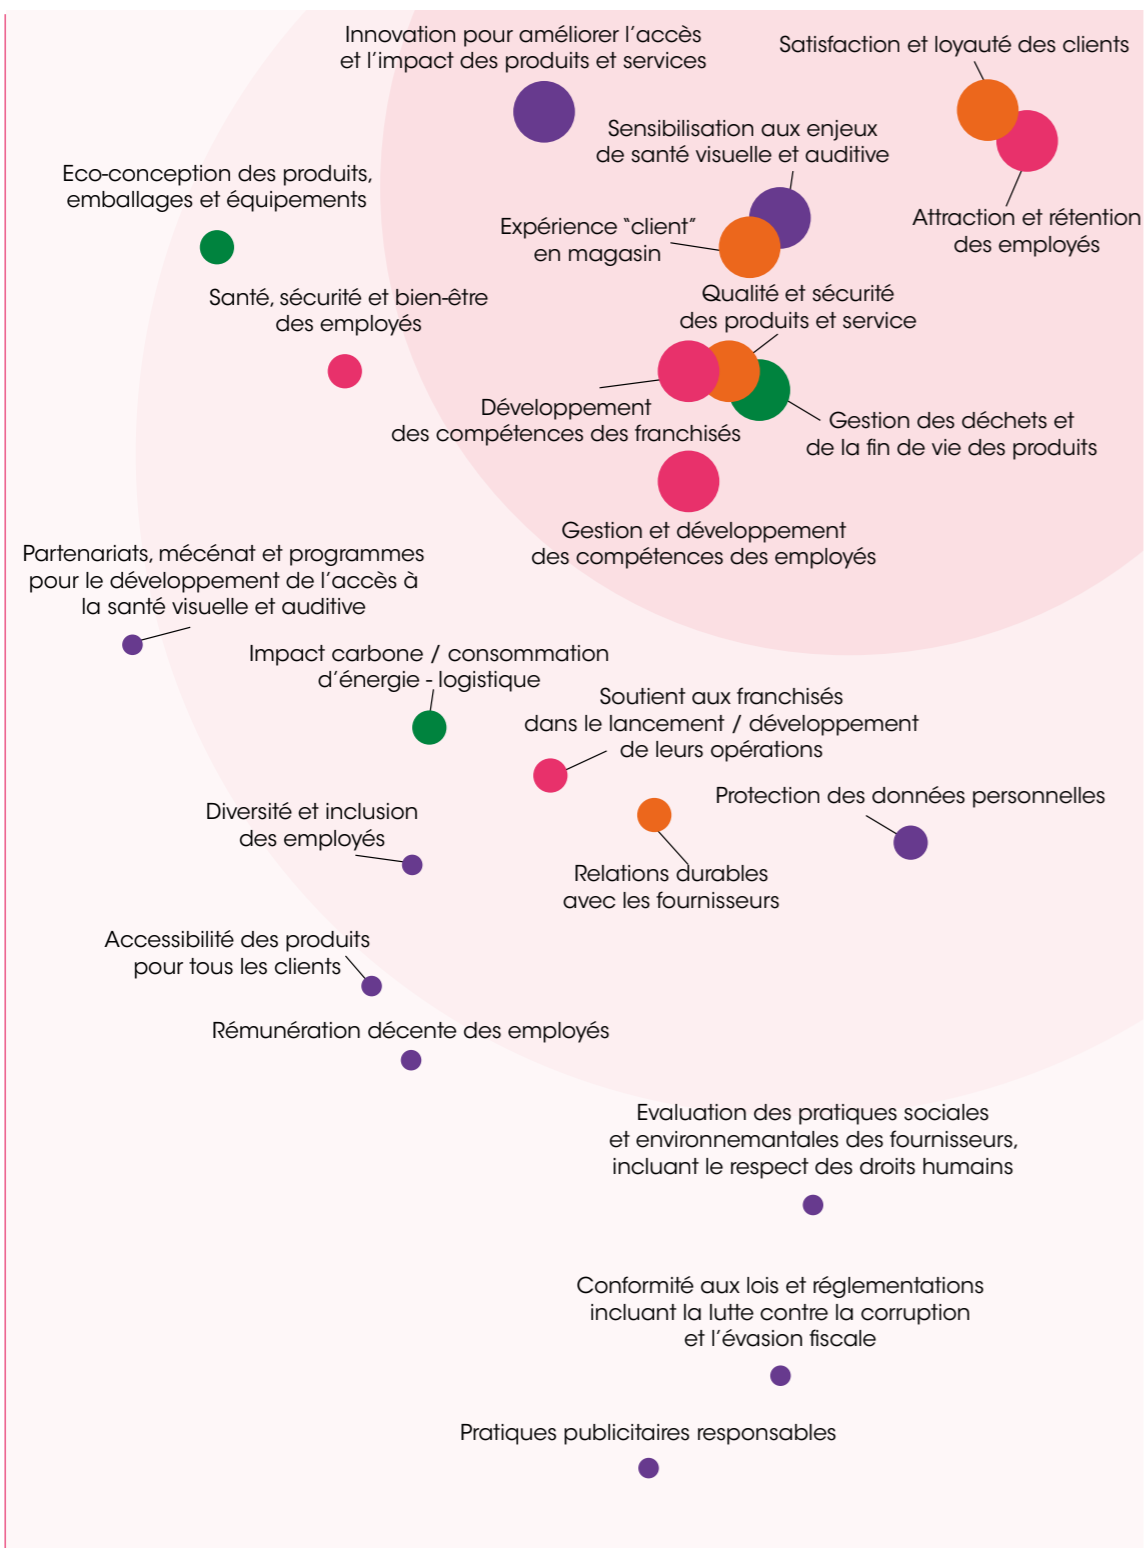 Innovation pour améliorer l'accès
et l'impact des produits et services
Satisfaction et loyauté des clients
Sensibilisation aux enjeux
de santé visuelle et auditive
Eco-conception des produits,
emballages et équipements
Attraction et rétention
des employés
Expérience "client"
en magasin
Santé, sécurité et bien-être
des employés
Qualité et sécurité
des produits et service
Développement
des compétences des franchisés
Gestion des déchets et
de la fin de vie des produits
Gestion et développement
des compétences des employés
Partenariats, mécénat et programmes
pour le développement de l'accès à
la santé visuelle et auditive
Impact carbone / consommation
d'énergie - logistique
Soutient aux franchisés
dans le lancement / développement
de leurs opérations
Protection des données personnelles
Diversité et inclusion
des employés
Relations durables
avec les fournisseurs
Accessibilité des produits
pour tous les clients
Rémunération décente des employés
Evaluation des pratiques sociales
et environnemantales des fournisseurs,
incluant le respect des droits humains
Conformité aux lois et réglementations
incluant la lutte contre la corruption
et l'évasion fiscale
Pratiques publicitaires responsables